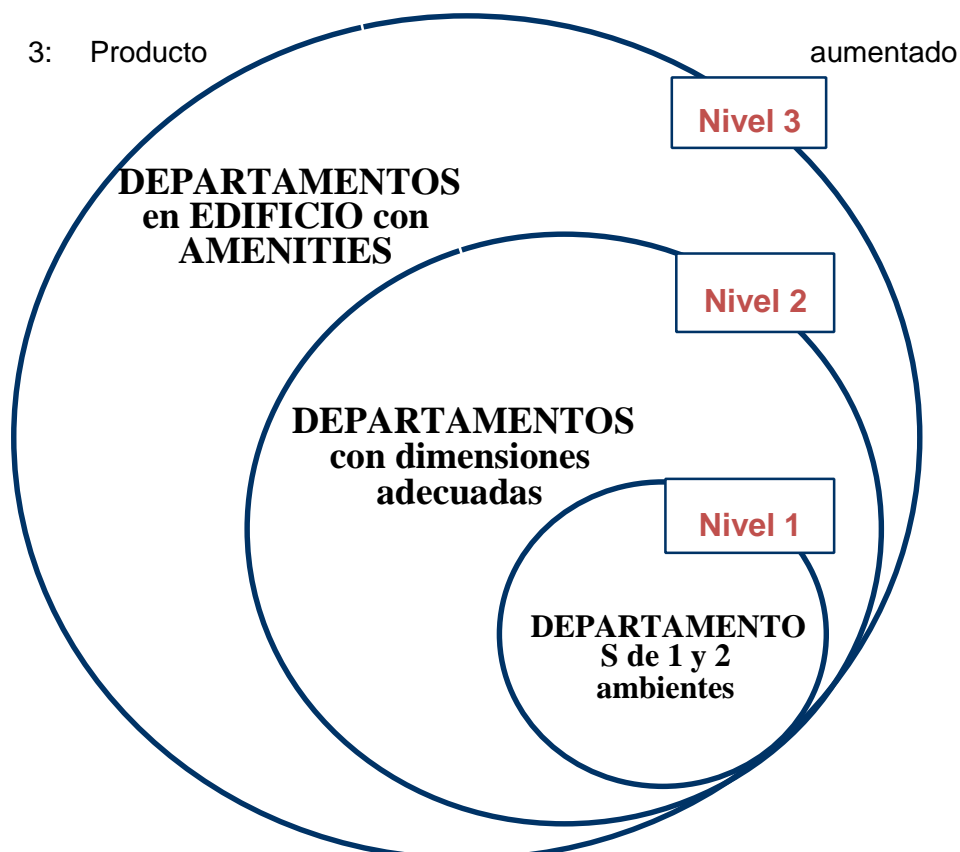 3: Producto aumentado
Nivel 3
DEPARTAMENTOS
en EDIFICIO con
AMENITIES
Nivel 2
DEPARTAMENTOS
con dimensiones
adecuadas
Nivel 1
DEPARTAMENTO
S de 1 y 2
ambientes